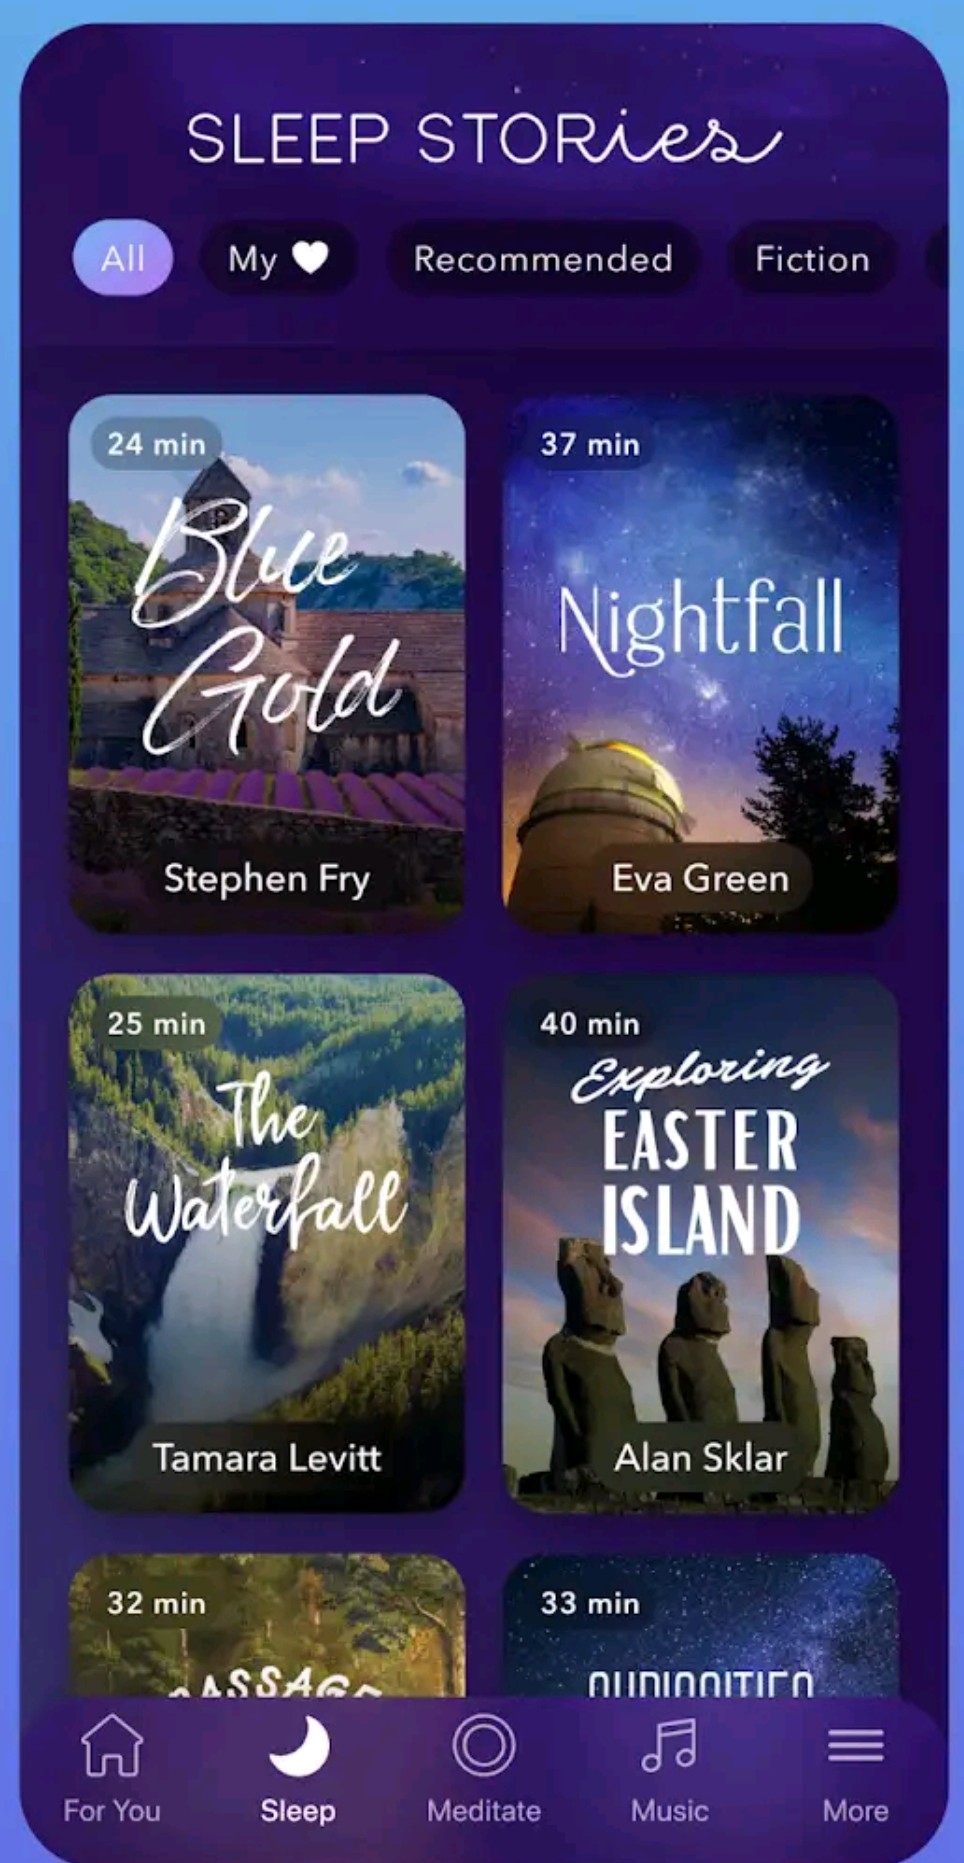 SLEEP STORies
All
My
Recommended
Fiction
24 min
Blue
Gold
Stephen Fry
37 min
Nightfall
Eva Green
25 min
The
Waterfall
Tamara Levitt
40 min
Exploring
EASTER
ISLAND
Alan Sklar
32 min
33 min
For You
Sleep
Meditate
Music
More